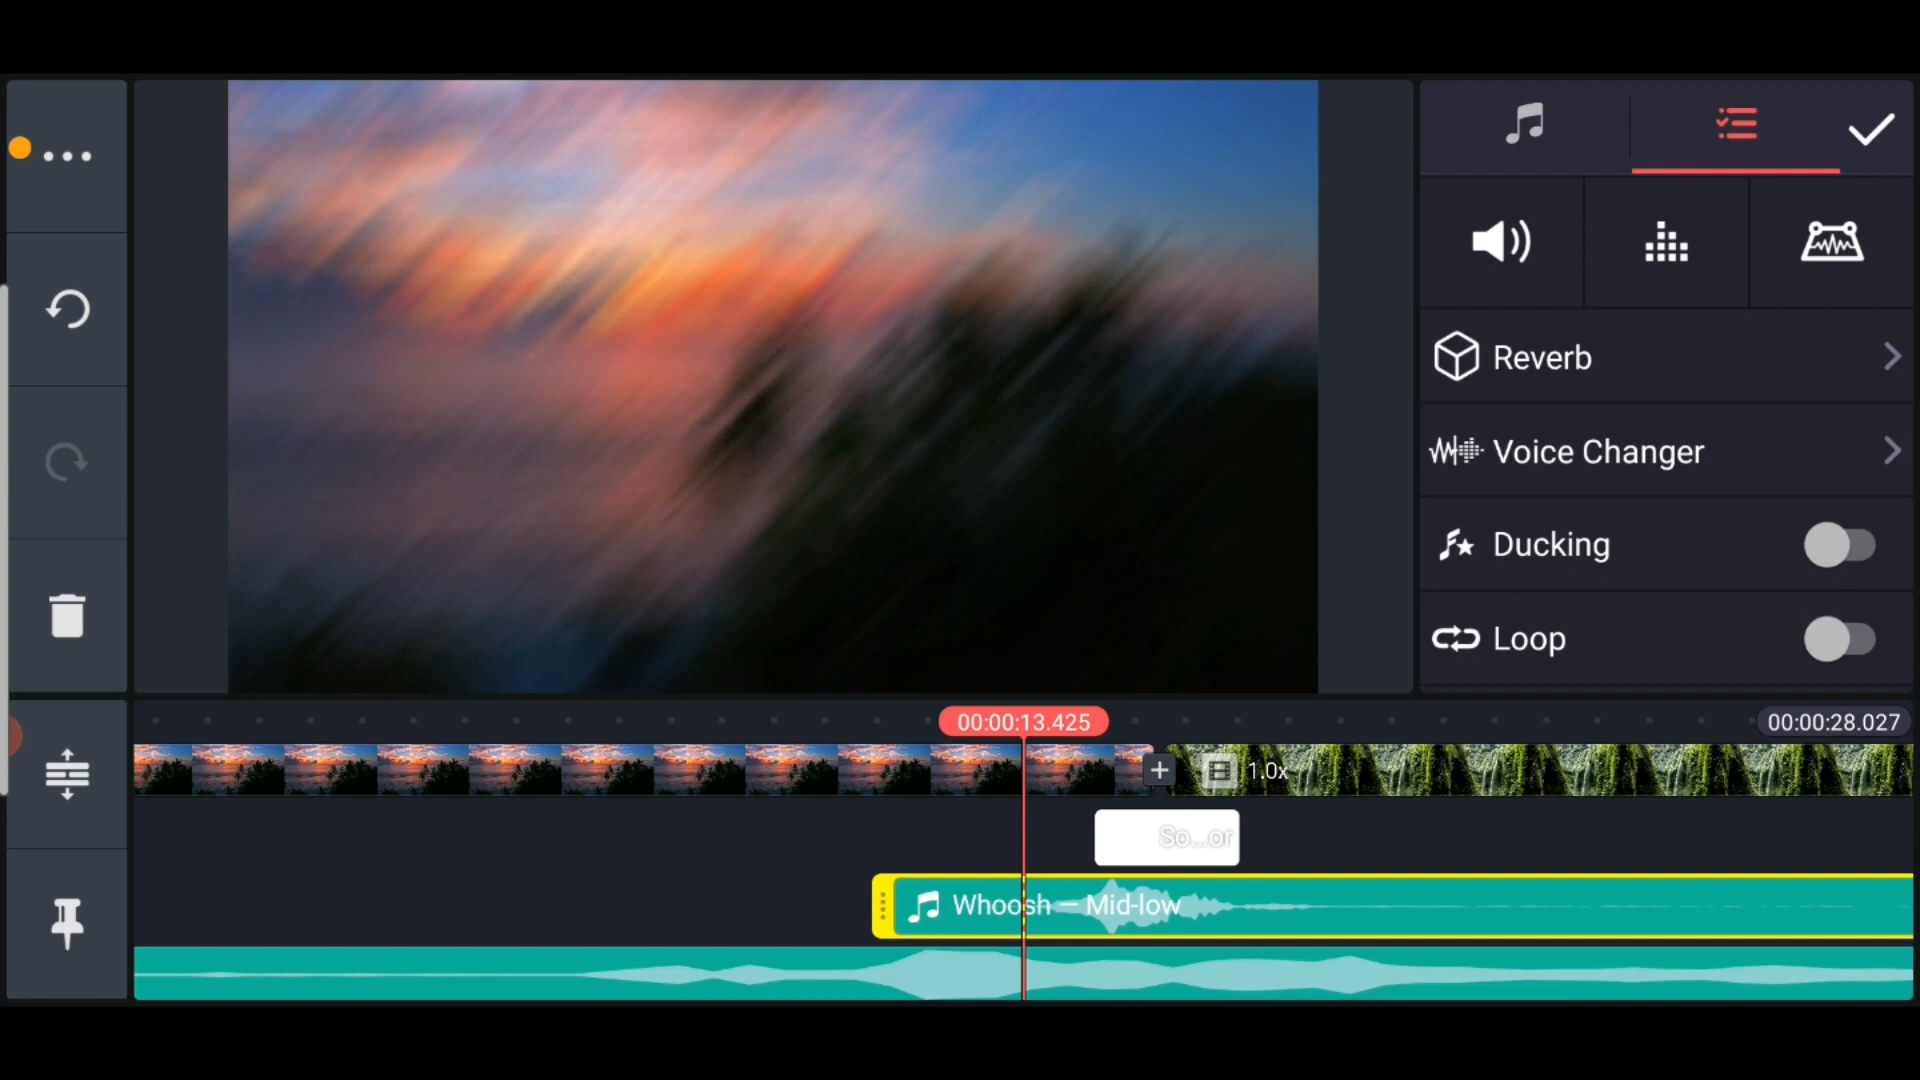 Reverb
Voice Changer
Ducking
Loop
00:00:13.425
00:00:28.027
1.0x
So...or
Whoosh — Mid-low